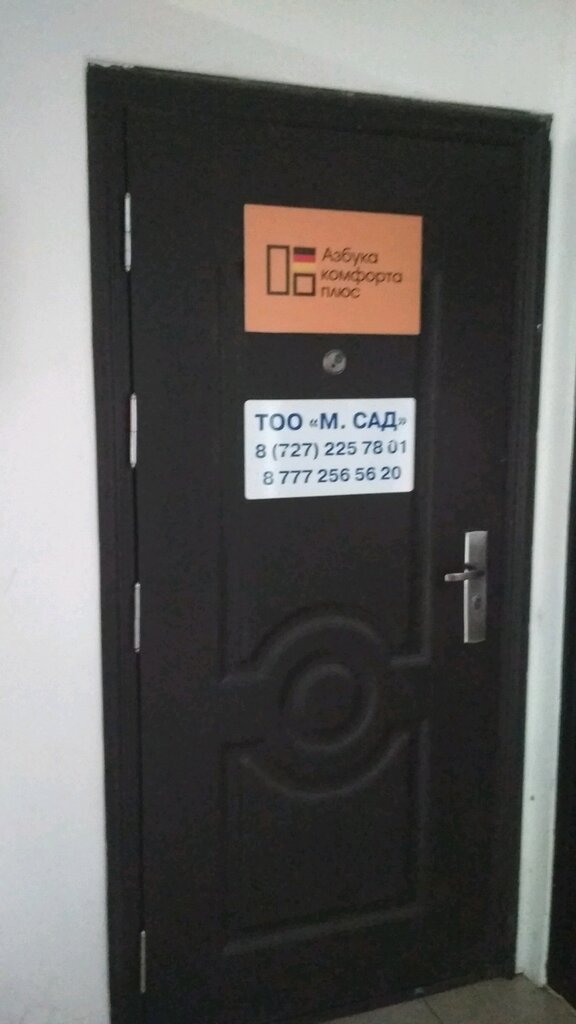 Азбука
комфорта
плюс
ТОО «М. САД»
8 (727) 225 78 01
8 777 256 56 20